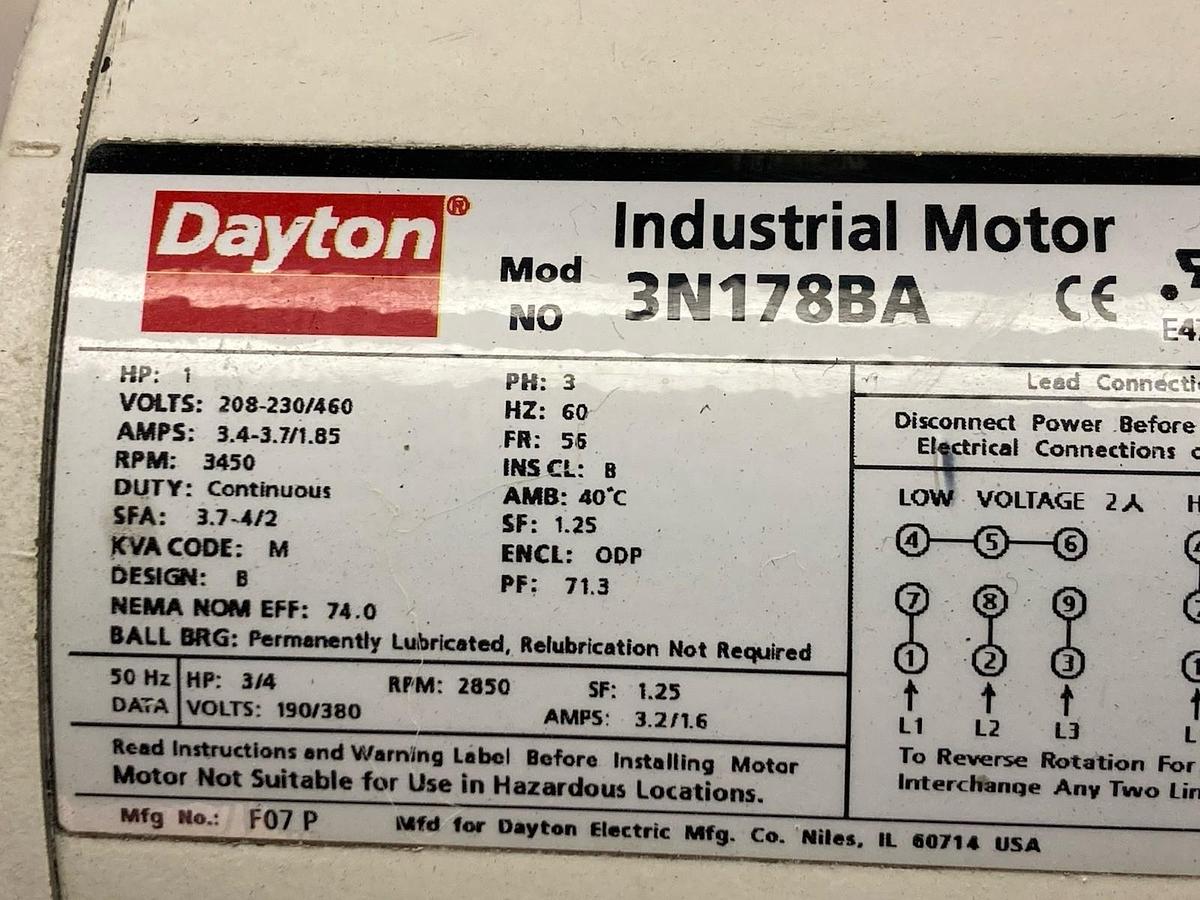 Dayton®
Industrial Motor
Mod NO 3N178BA CE
HP: 1
VOLTS: 208-230/460
AMPS: 3.4-3.7/1.85
RPM: 3450
DUTY: Continuous
SFA: 3.7-4/2
KVA CODE: M
DESIGN: B
NEMA NOM EFF: 74.0
BALL BRG: Permanently Lubricated, Relubrication Not Required
PH: 3
HZ: 60
FR: 56
INS CL: B
AMB: 40°C
SF: 1.25
ENCL: ODP
PF: 71.3
50 Hz DATA
HP: 3/4 RPM: 2850 SF: 1.25
VOLTS: 190/380 AMPS: 3.2/1.6
Read Instructions and Warning Label Before Installing Motor
Motor Not Suitable for Use in Hazardous Locations.
Mfg No.: F07 P Mfd for Dayton Electric Mfg. Co. Niles, IL 60714 USA
Lead
Disconnect Power Before
Electrical Connections
LOW VOLTAGE 2
4 5 6
7 8 9
1 2 3
L1 L2 L3
To Reverse Rotation For
Interchange Any Two